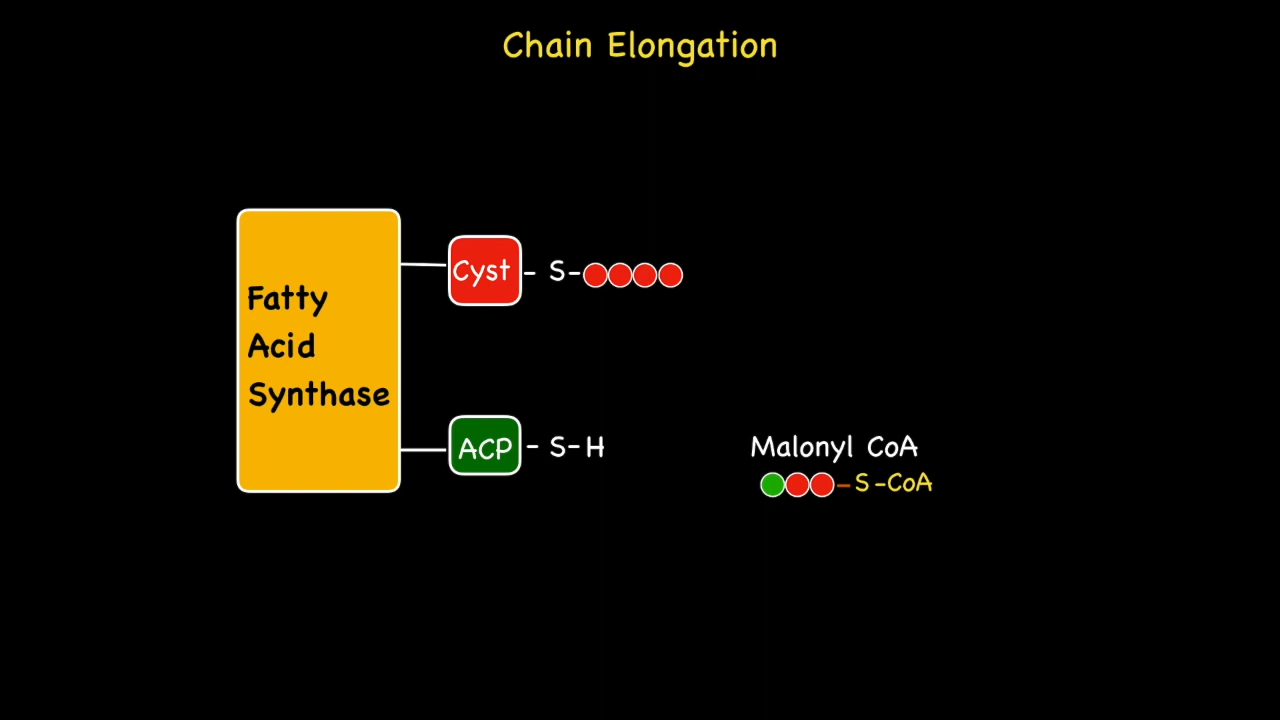 Chain Elongation
Fatty
Acid
Synthase
Cyst - S-
ACP - S-H
Malonyl CoA
-S-CoA